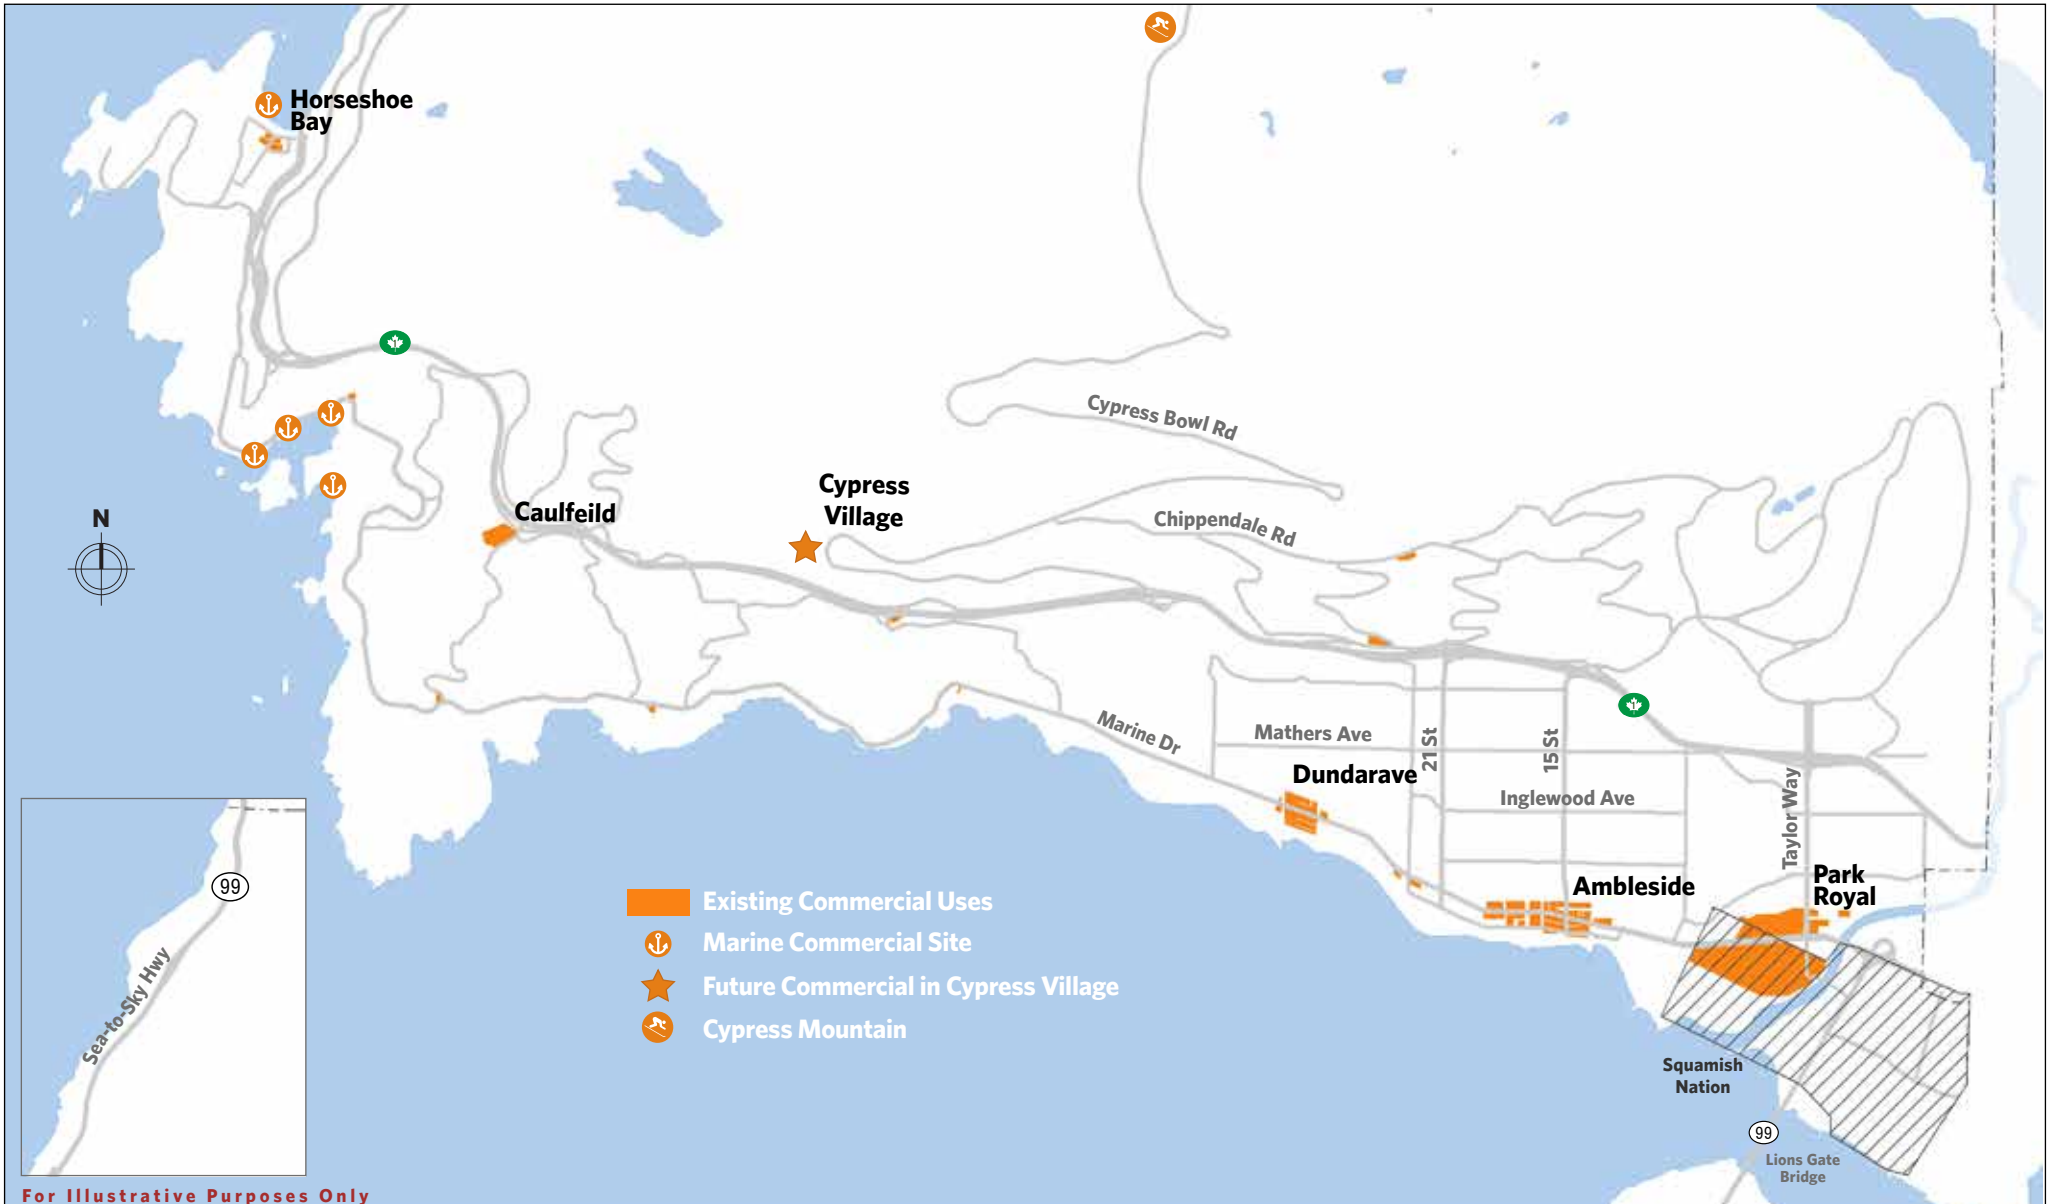 Horseshoe
Bay
1
Cypress Bowl Rd
Cypress
Village
Caulfeild
Chippendale Rd
N
1
Marine Dr
Mathers Ave
21 St
15 St
Dundarave
Inglewood Ave
Taylor Way
Park
Royal
Ambleside
99
Sea-to-Sky Hwy
Existing Commercial Uses
Marine Commercial Site
Future Commercial in Cypress Village
Cypress Mountain
Squamish
Nation
99
Lions Gate
Bridge
For Illustrative Purposes Only